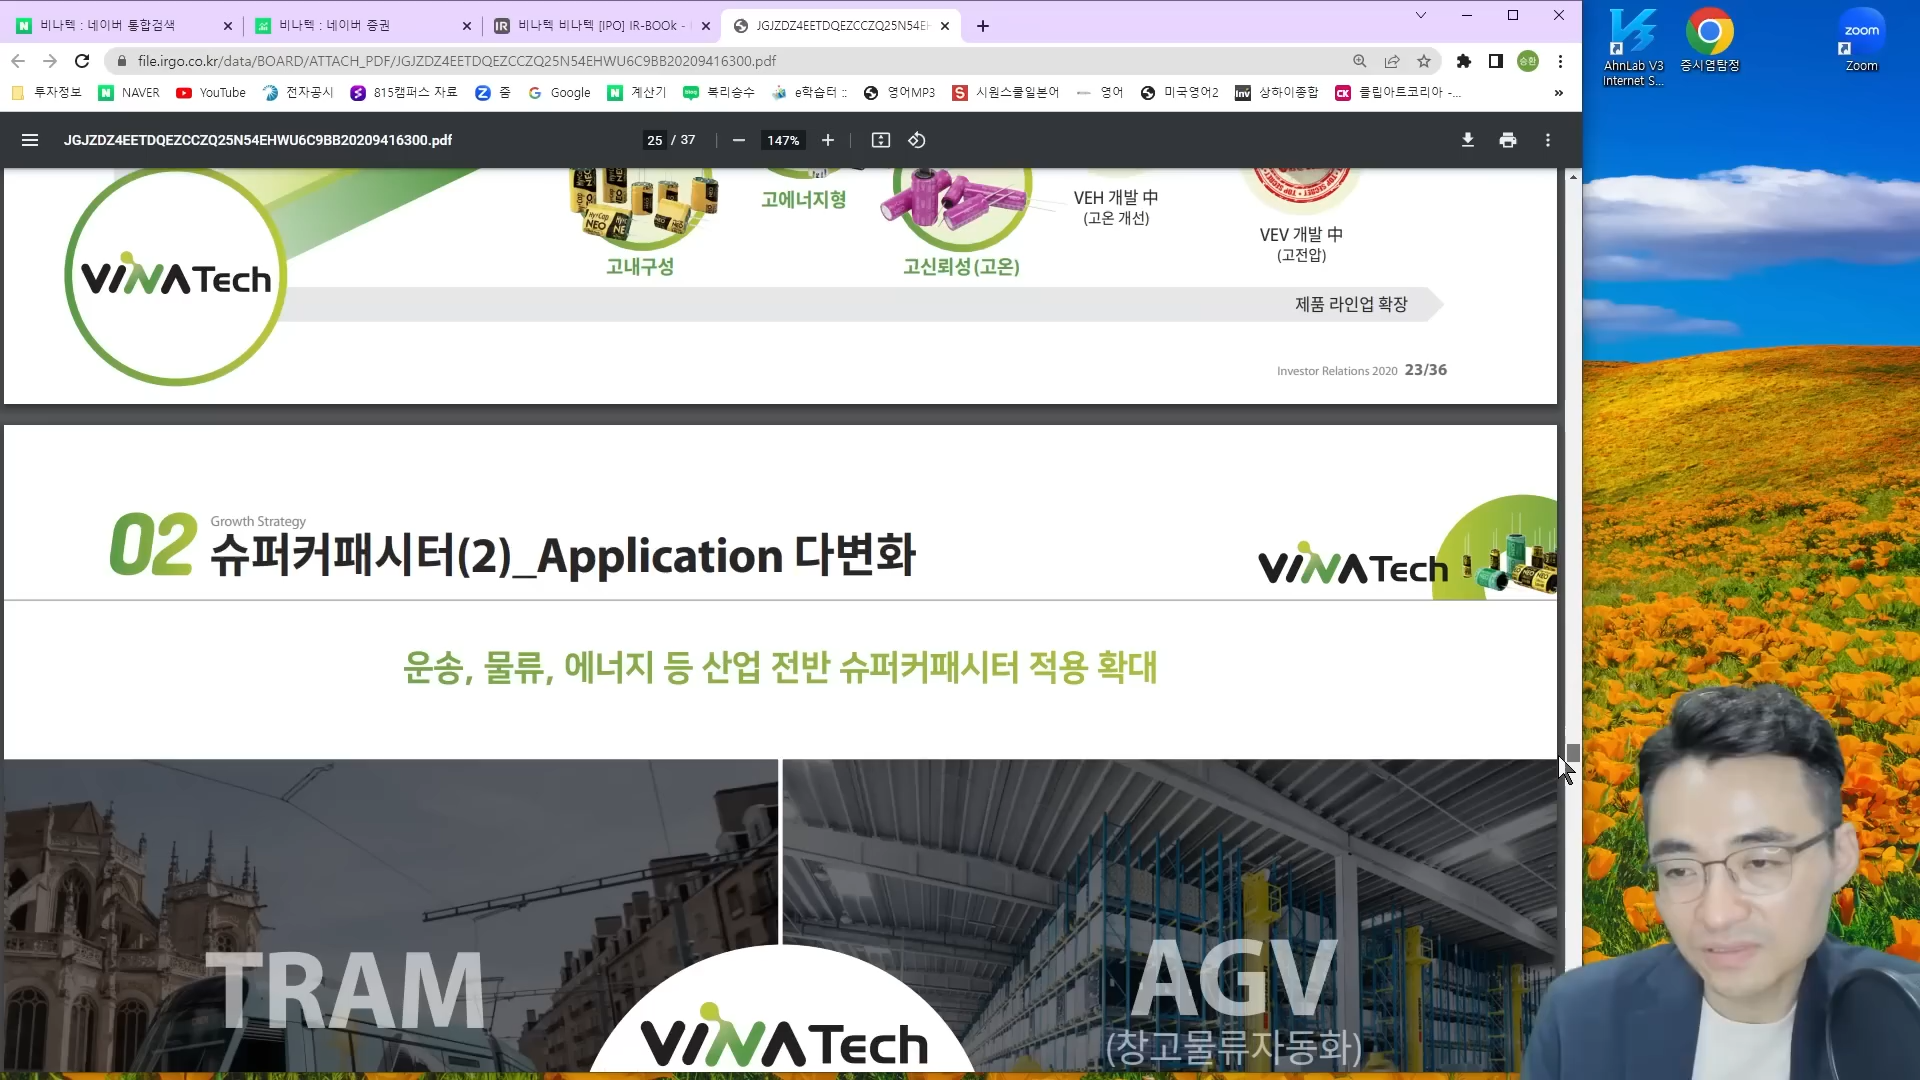 비나텍 : 네이버 통합검색
비나텍 : 네이버 증권
비나텍 비나텍 [IPO] IR-BOOk -
JGJZDZ4EETDQEZCCZQ25N54EH
file.irgo.co.kr/data/BOARD/ATTACH_PDF/JGJZDZ4EETDQEZCCZQ25N54EHWU6C9BB20209416300.pdf
승환
투자정보
NAVER
YouTube
전자공시
815캠퍼스 자료
줌
Google
계산기
복리승수
e학습터 ::
영어MP3
시원스쿨일본어
영어
미국영어2
상하이종합
클립아트코리아 -...
JGJZDZ4EETDQEZCCZQ25N54EHWU6C9BB20209416300.pdf
25 / 37
147%
AhnLab V3
Internet S...
증시염탐정
zoom
Zoom
고에너지형
고내구성
고신뢰성(고온)
VEH 개발 中
(고온 개선)
VEV 개발 中
(고전압)
VINA Tech
제품 라인업 확장
Investor Relations 2020 23/36
02
Growth Strategy
슈퍼커패시터(2)_Application 다변화
VINA Tech
운송, 물류, 에너지 등 산업 전반 슈퍼커패시터 적용 확대
TRAM
AGV
(창고물류자동화)
VINA Tech